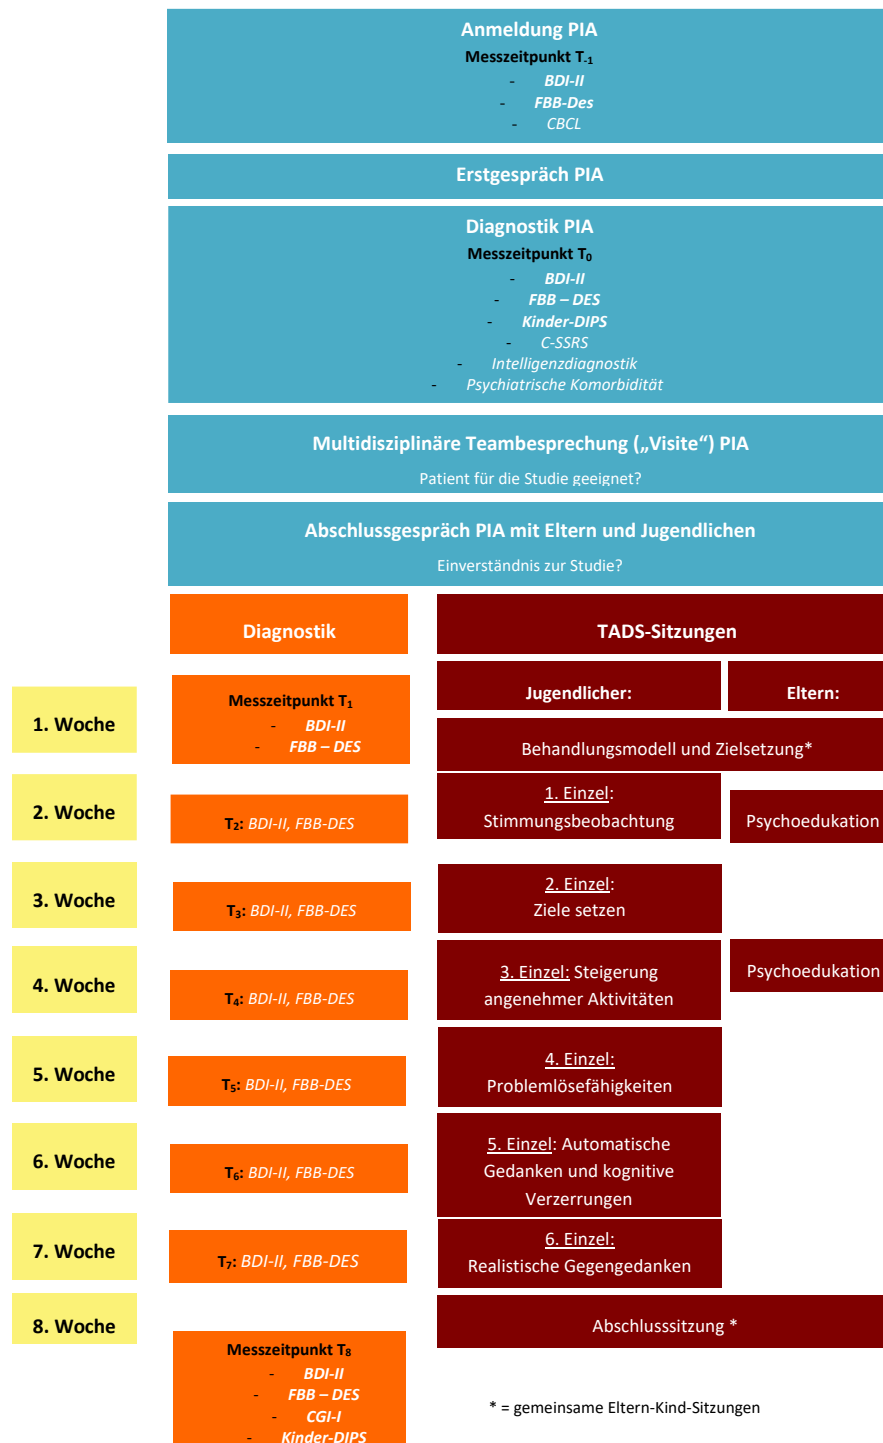 Anmeldung PIA
Messzeitpunkt T-1
- BDI-II
- FBB-Des
- CBCL
Erstgespräch PIA
Diagnostik PIA
Messzeitpunkt T0
- BDI-II
- FBB – DES
- Kinder-DIPS
- C-SSRS
- Intelligenzdiagnostik
- Psychiatrische Komorbidität
Multidisziplinäre Teambesprechung („Visite“) PIA
Patient für die Studie geeignet?
Abschlussgespräch PIA mit Eltern und Jugendlichen
Einverständnis zur Studie?
Diagnostik
TADS-Sitzungen
Jugendlicher:
Eltern:
1. Woche
Messzeitpunkt T1
- BDI-II
- FBB – DES
Behandlungsmodell und Zielsetzung*
2. Woche
T2: BDI-II, FBB-DES
1. Einzel:
Stimmungsbeobachtung
Psychoedukation
3. Woche
T3: BDI-II, FBB-DES
2. Einzel:
Ziele setzen
4. Woche
T4: BDI-II, FBB-DES
3. Einzel: Steigerung
angenehmer Aktivitäten
Psychoedukation
5. Woche
T5: BDI-II, FBB-DES
4. Einzel:
Problemlösefähigkeiten
6. Woche
T6: BDI-II, FBB-DES
5. Einzel: Automatische
Gedanken und kognitive
Verzerrungen
7. Woche
T7: BDI-II, FBB-DES
6. Einzel:
Realistische Gegengedanken
8. Woche
Abschlusssitzung *
Messzeitpunkt T8
- BDI-II
- FBB – DES
- CGI-I
- Kinder-DIPS
* = gemeinsame Eltern-Kind-Sitzungen